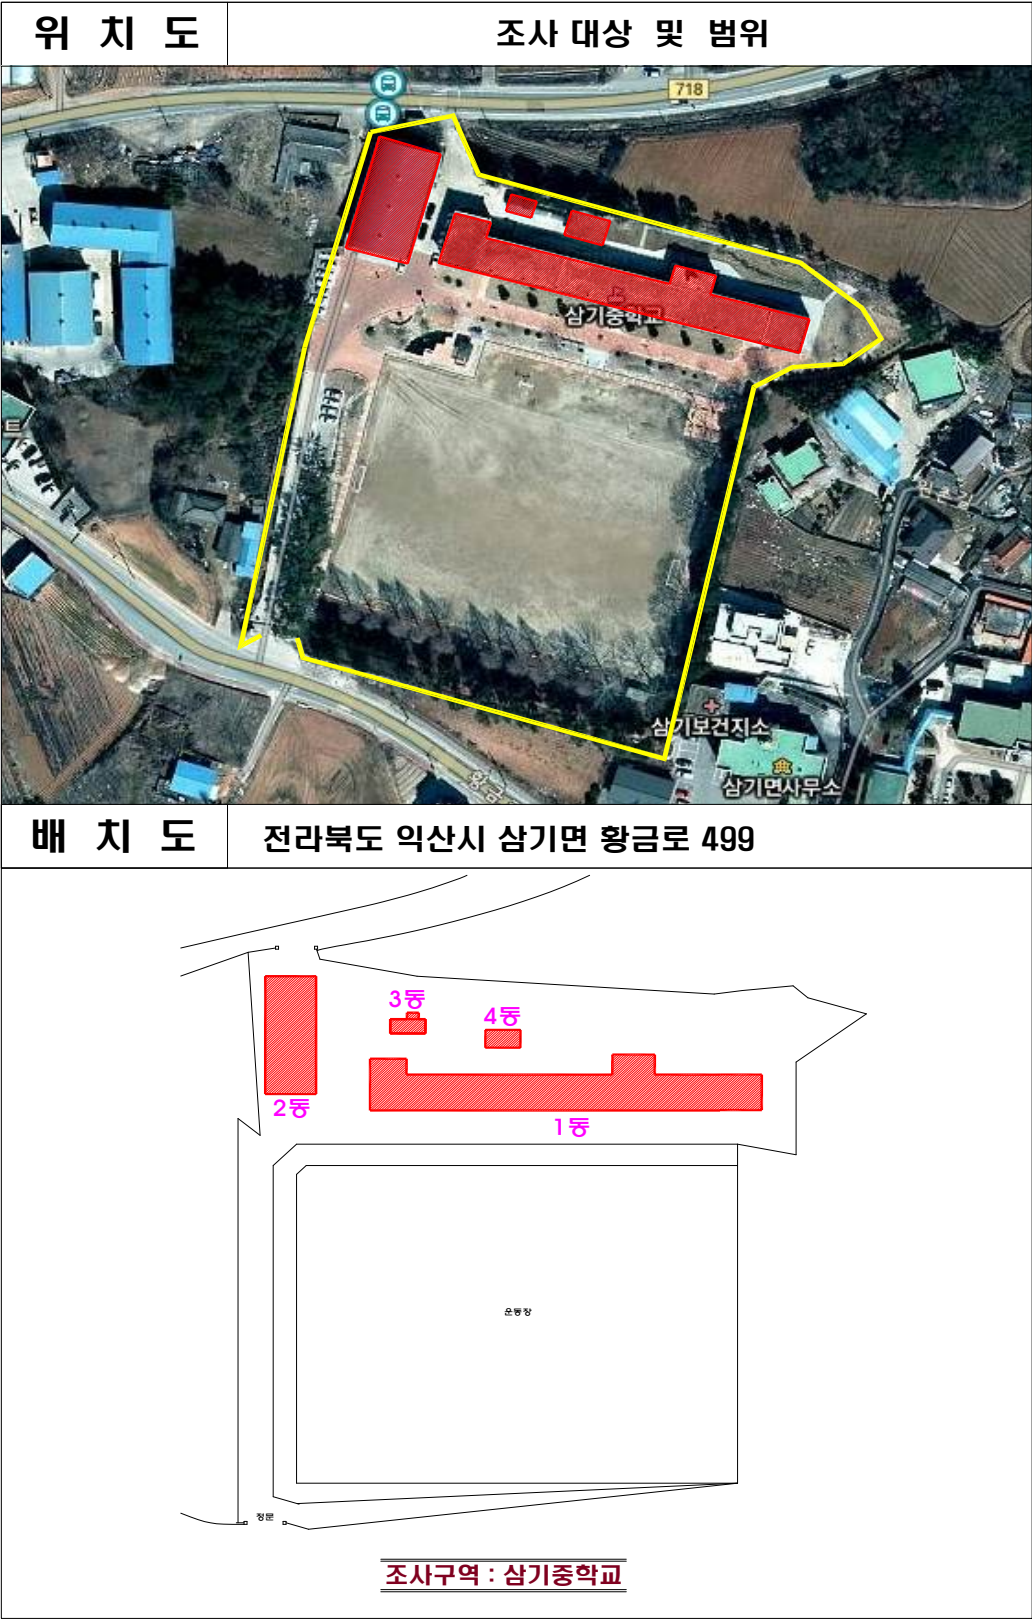 위 치 도
조사 대상 및 범위
718
삼기중학교
삼기보건지소
삼기면사무소
배 치 도
전라북도 익산시 삼기면 황금로 499
3동
4동
2동
1동
운동장
정문
조사구역 : 삼기중학교